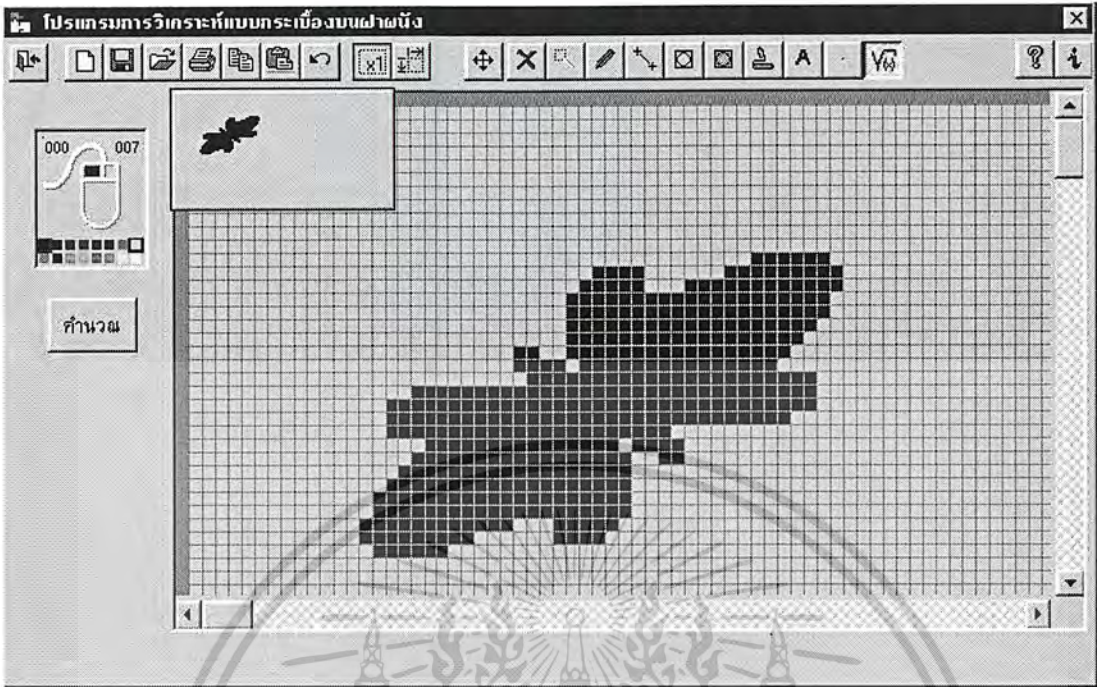 โปรแกรมการวิเคราะห์แบบกระเบื้องบนฝาผนัง
x1 A √(x) ? i
000 007
คำนวณ